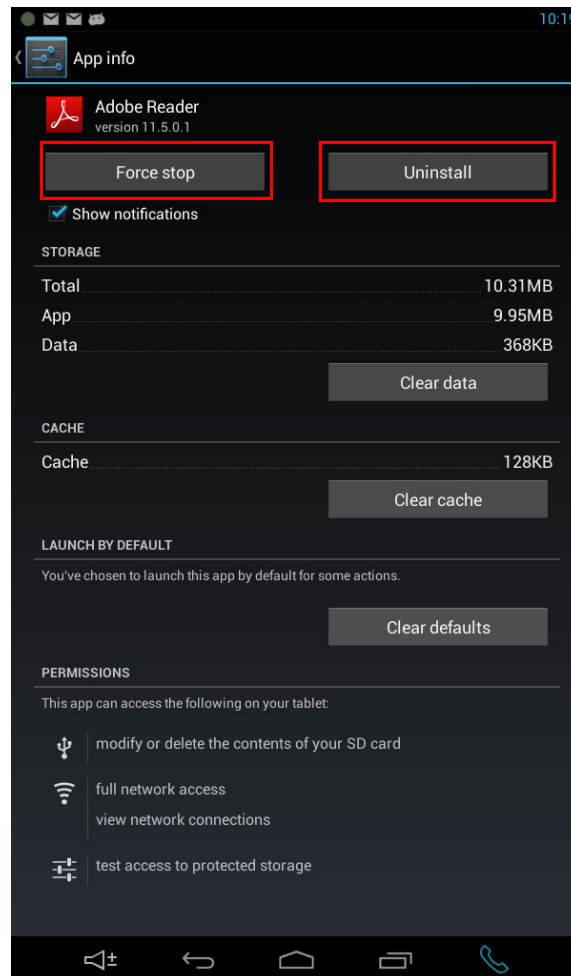 10:19
App info
Adobe Reader
version 11.5.0.1
Force stop
Uninstall
Show notifications
STORAGE
Total 10.31MB
App 9.95MB
Data 368KB
Clear data
CACHE
Cache 128KB
Clear cache
LAUNCH BY DEFAULT
You've chosen to launch this app by default for some actions.
Clear defaults
PERMISSIONS
This app can access the following on your tablet:
modify or delete the contents of your SD card
full network access
view network connections
test access to protected storage